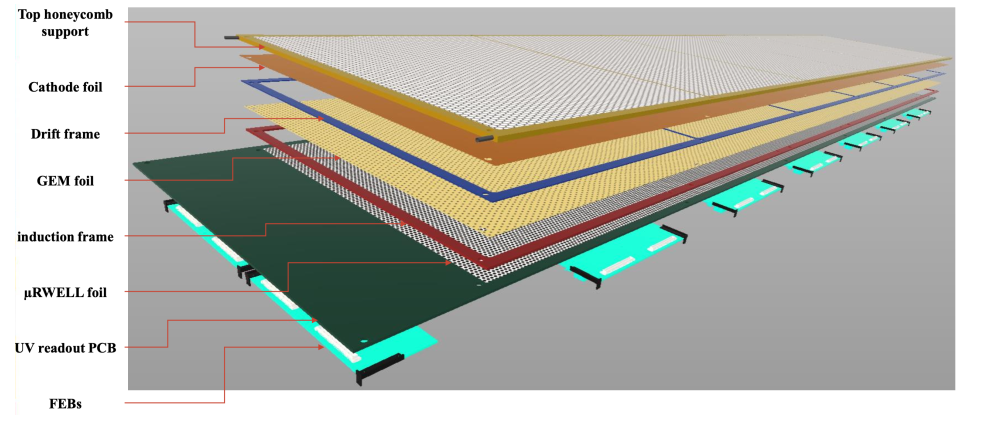 Top honeycomb
support
Cathode foil
Drift frame
GEM foil
induction frame
μRWELL foil
UV readout PCB
FEBs